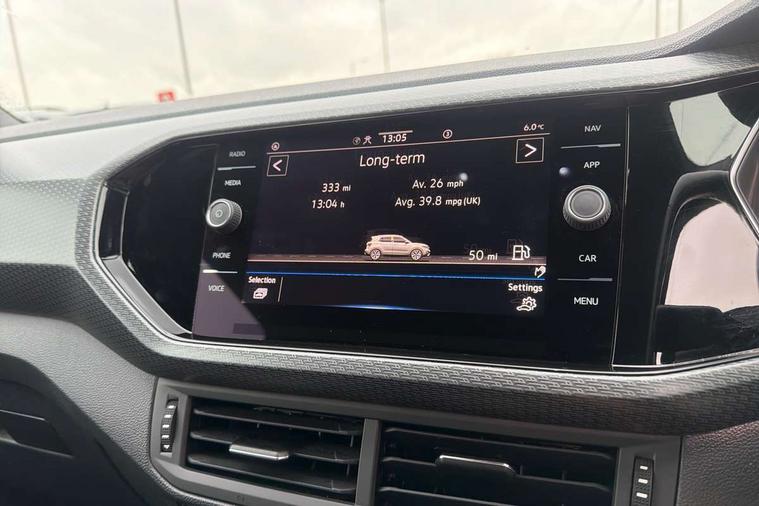 RADIO
MEDIA
PHONE
VOICE
13:05
6.0°C
Long-term
333 mi
Av. 26 mph
13:04 h
Avg. 39.8 mpg (UK)
50 mi
Selection
Settings
NAV
APP
CAR
MENU